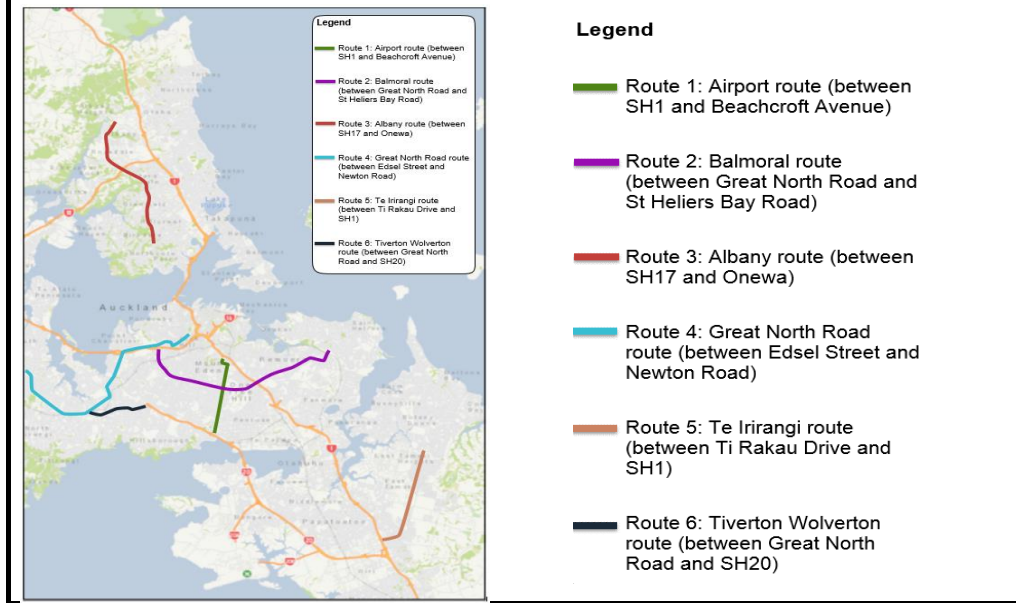 Legend
Route 1: Airport route (between
SH1 and Beachcroft Avenue)
Route 2: Balmoral route
(between Great North Road and
St Heliers Bay Road)
Route 3: Albany route (between
SH17 and Onewa)
Route 4: Great North Road route
(between Edsel Street and
Newton Road)
Route 5: Te Irirangi route
(between Ti Rakau Drive and
SH1)
Route 6: Tiverton Wolverton
route (between Great North
Road and SH20)
Takapuna
Auckland
Eden
Hillsborough
Otahuhu
Papatoetoe
Legend
Route 1: Airport route (between
SH1 and Beachcroft Avenue)
Route 2: Balmoral route
(between Great North Road and
St Heliers Bay Road)
Route 3: Albany route (between
SH17 and Onewa)
Route 4: Great North Road
route (between Edsel Street and
Newton Road)
Route 5: Te Irirangi route
(between Ti Rakau Drive and
SH1)
Route 6: Tiverton Wolverton
route (between Great North
Road and SH20)